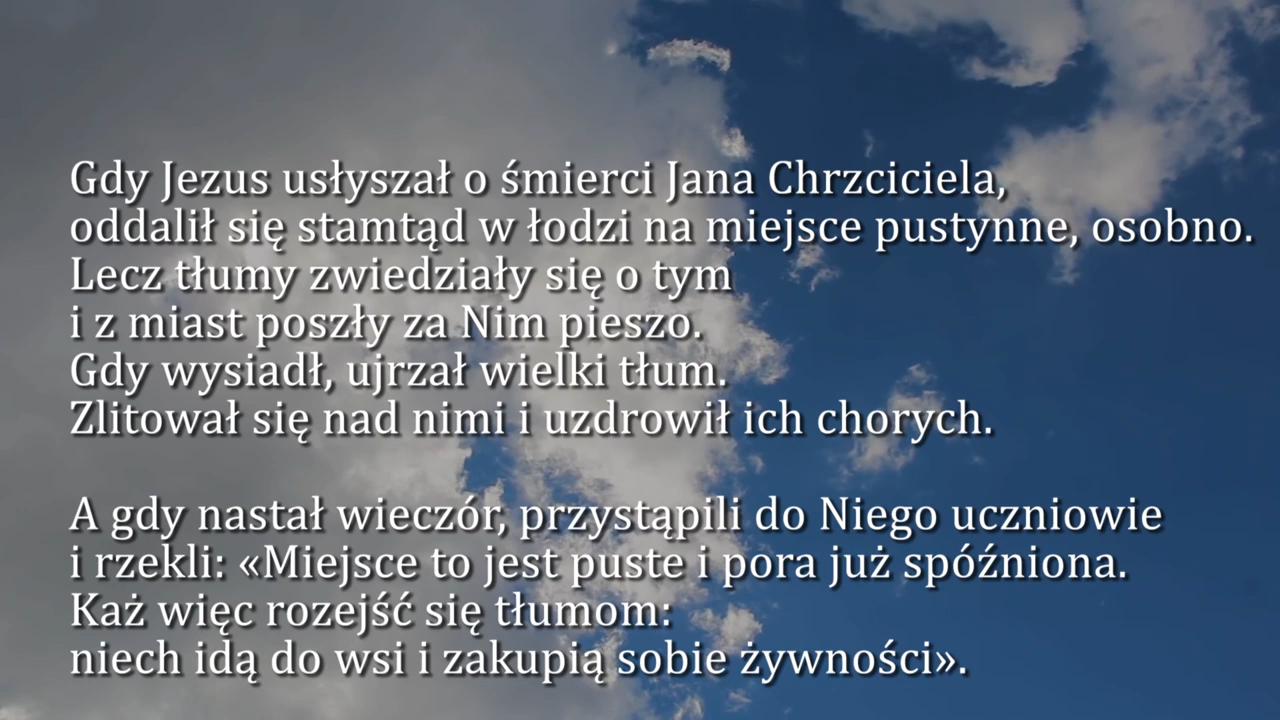 Gdy Jezus usłyszał o śmierci Jana Chrzciciela,
oddalił się stamtąd w łodzi na miejsce pustynne, osobno.
Lecz tłumy zwiedziały się o tym
i z miast poszły za Nim pieszo.
Gdy wysiadł, ujrzał wielki tłum.
Zlitował się nad nimi i uzdrowił ich chorych.
A gdy nastał wieczór, przystąpili do Niego uczniowie
i rzekli: «Miejsce to jest puste i pora już spóźniona.
Każ więc rozejść się tłumom:
niech idą do wsi i zakupią sobie żywności».